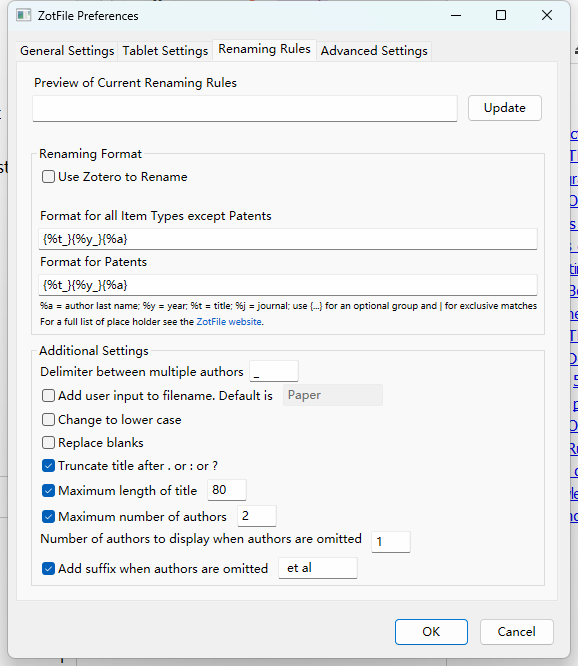 ZotFile Preferences
General Settings Tablet Settings Renaming Rules Advanced Settings
Preview of Current Renaming Rules
Update
Renaming Format
Use Zotero to Rename
Format for all Item Types except Patents
{%t_}{%y_}{%a}
Format for Patents
{%t_}{%y_}{%a}
%a = author last name; %y = year; %t = title; %j = journal; use {...} for an optional group and | for exclusive matches
For a full list of place holder see the ZotFile website.
Additional Settings
Delimiter between multiple authors _
Add user input to filename. Default is Paper
Change to lower case
Replace blanks
Truncate title after . or : or ?
Maximum length of title 80
Maximum number of authors 2
Number of authors to display when authors are omitted 1
Add suffix when authors are omitted et al
OK Cancel